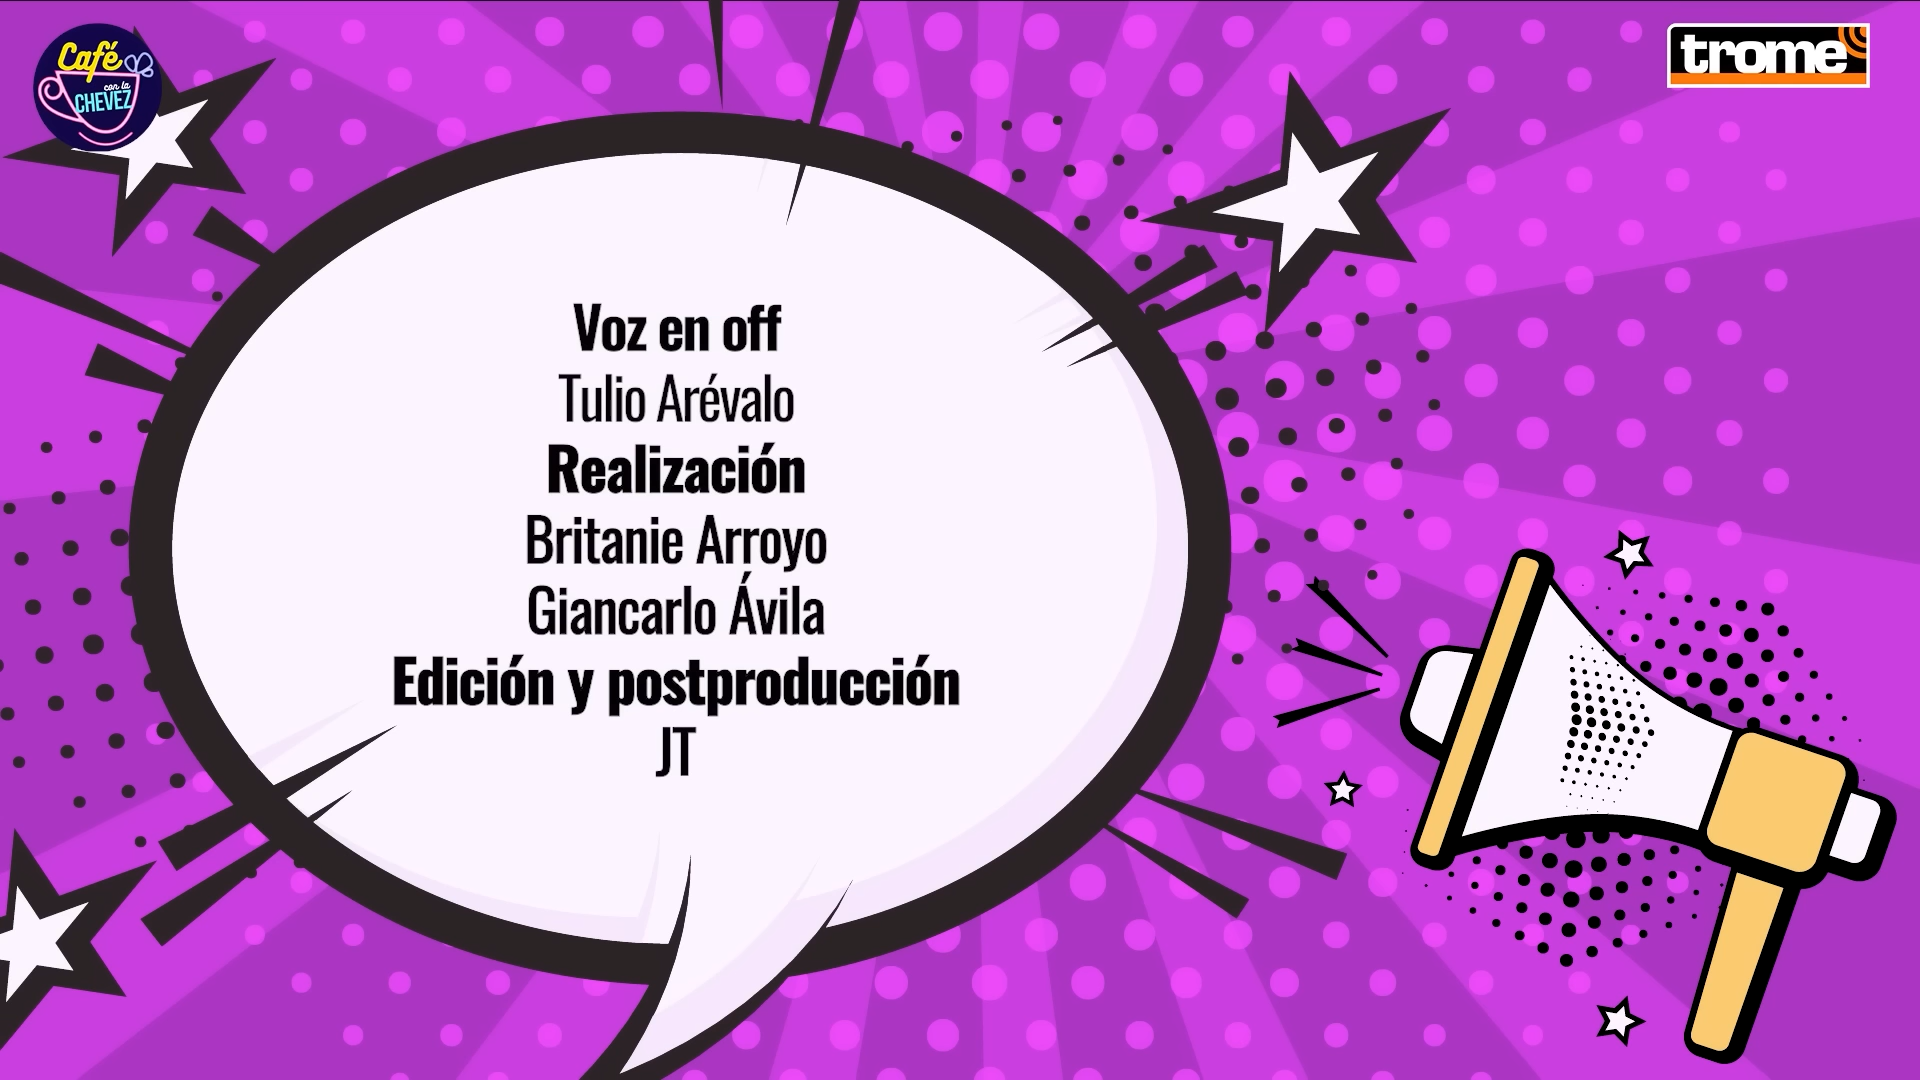 Café
con la
CHEVEZ
trome
Voz en off
Tulio Arévalo
Realización
Britanie Arroyo
Giancarlo Ávila
Edición y postproducción
JT